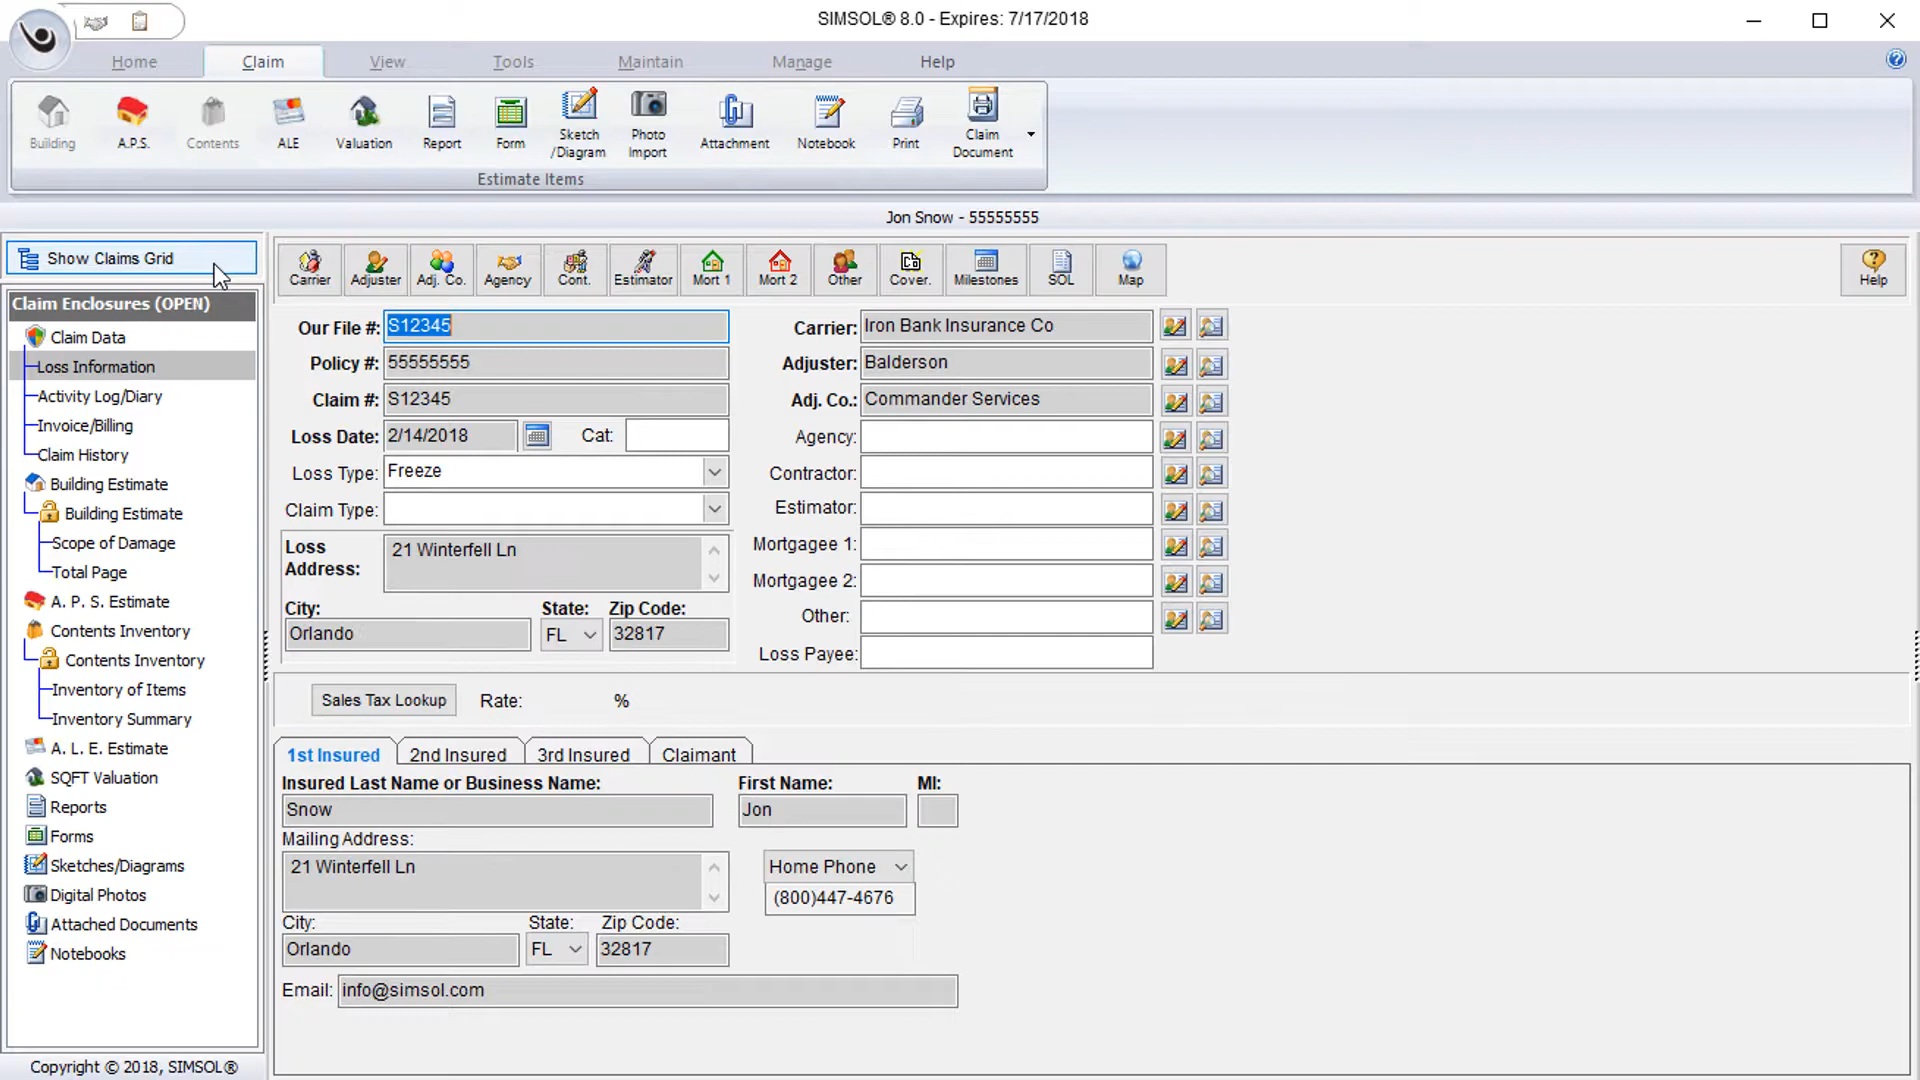 SIMSOL® 8.0 - Expires: 7/17/2018
Home
Claim
View
Tools
Maintain
Manage
Help
Building
A.P.S.
Contents
ALE
Valuation
Report
Form
Sketch
/Diagram
Photo
Import
Attachment
Notebook
Print
Claim
Document
Estimate Items
Jon Snow - 55555555
Show Claims Grid
Claim Enclosures (OPEN)
Claim Data
Loss Information
Activity Log/Diary
Invoice/Billing
Claim History
Building Estimate
Building Estimate
Scope of Damage
Total Page
A. P. S. Estimate
Contents Inventory
Contents Inventory
Inventory of Items
Inventory Summary
A. L. E. Estimate
SQFT Valuation
Reports
Forms
Sketches/Diagrams
Digital Photos
Attached Documents
Notebooks
Copyright © 2018, SIMSOL®
Carrier
Adjuster
Adj. Co.
Agency
Cont.
Estimator
Mort 1
Mort 2
Other
Cover.
Milestones
SOL
Map
Help
Our File #: S12345
Policy #: 55555555
Claim #: S12345
Loss Date: 2/14/2018 Cat:
Loss Type: Freeze
Claim Type:
Loss
Address:
21 Winterfell Ln
City: State: Zip Code:
Orlando FL 32817
Carrier: Iron Bank Insurance Co
Adjuster: Balderson
Adj. Co.: Commander Services
Agency:
Contractor:
Estimator:
Mortgagee 1:
Mortgagee 2:
Other:
Loss Payee:
Sales Tax Lookup Rate: %
1st Insured 2nd Insured 3rd Insured Claimant
Insured Last Name or Business Name: First Name: MI:
Snow Jon
Mailing Address:
21 Winterfell Ln
Home Phone
(800)447-4676
City: State: Zip Code:
Orlando FL 32817
Email: info@simsol.com